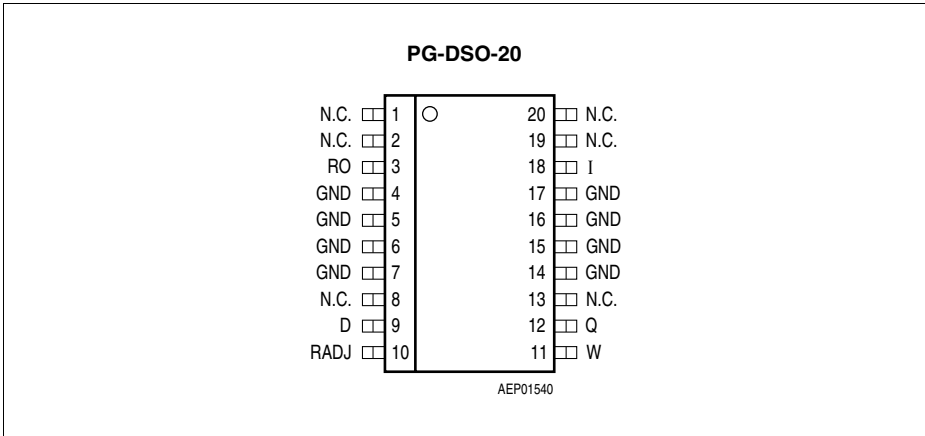 PG-DSO-20
N.C. 1 20 N.C.
N.C. 2 19 N.C.
RO 3 18 I
GND 4 17 GND
GND 5 16 GND
GND 6 15 GND
GND 7 14 GND
N.C. 8 13 N.C.
D 9 12 Q
RADJ 10 11 W
AEP01540